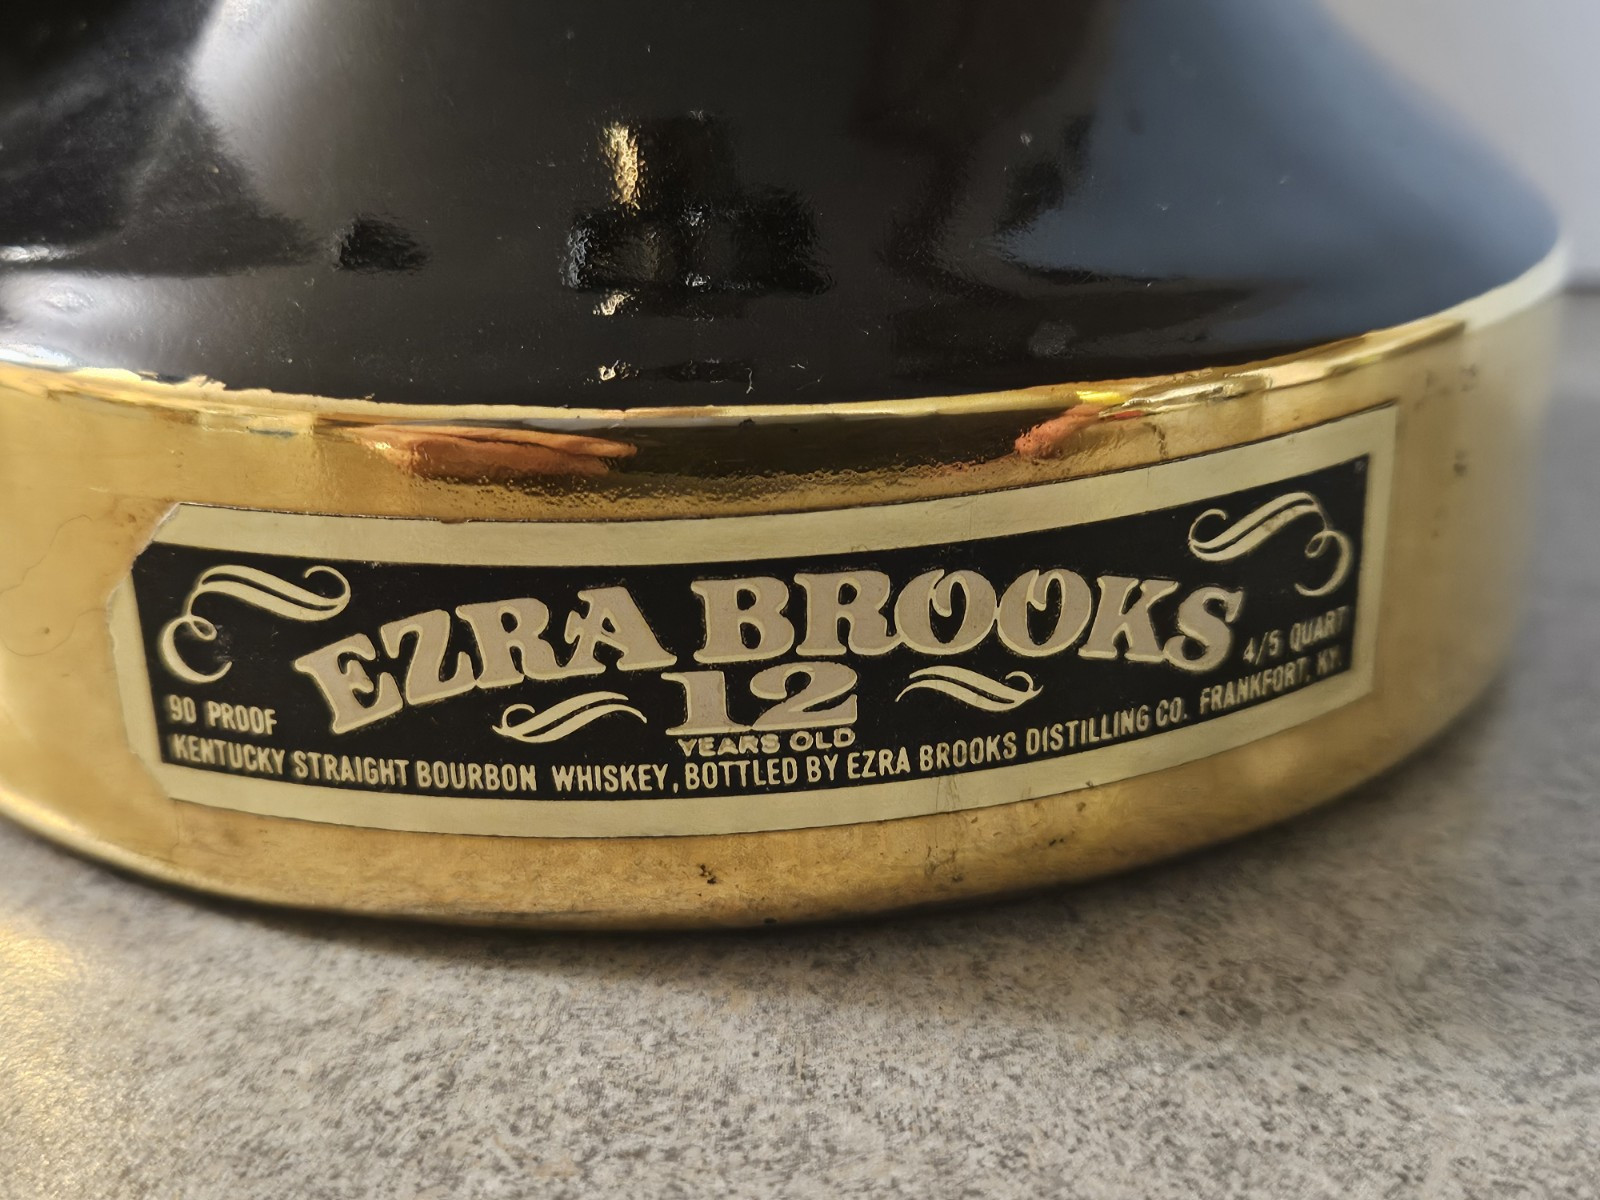 EZRA BROOKS
12
YEARS OLD
90 PROOF
4/5 QUART
KENTUCKY STRAIGHT BOURBON WHISKEY, BOTTLED BY EZRA BROOKS DISTILLING CO. FRANKFORT, KY.